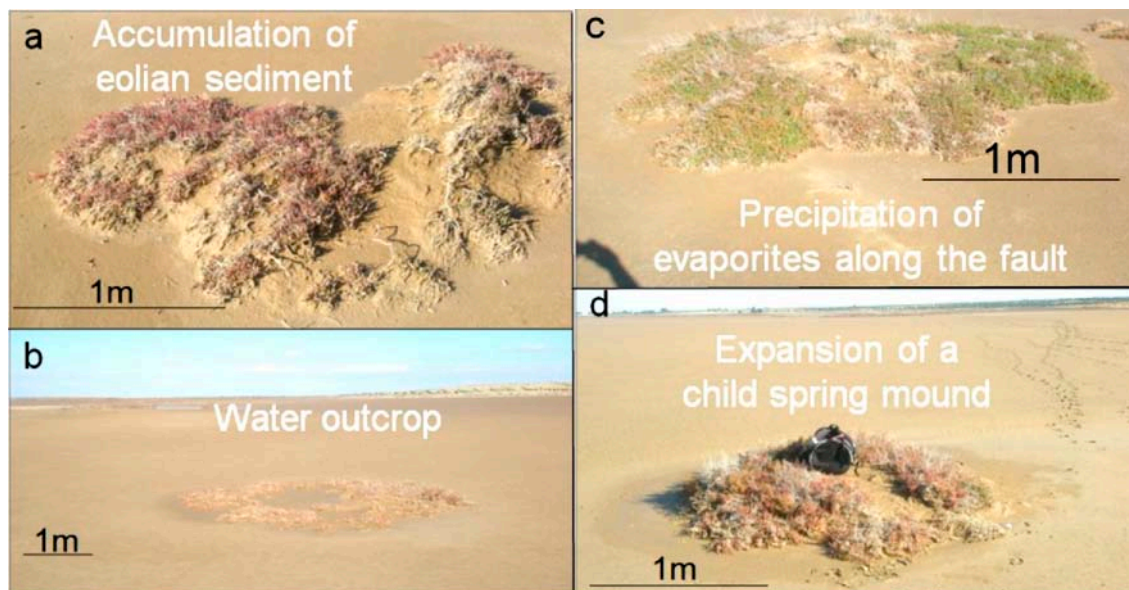 a
Accumulation of
eolian sediment
1m
b
Water outcrop
1m
c
1m
Precipitation of
evaporites along the fault
d
Expansion of a
child spring mound
1m